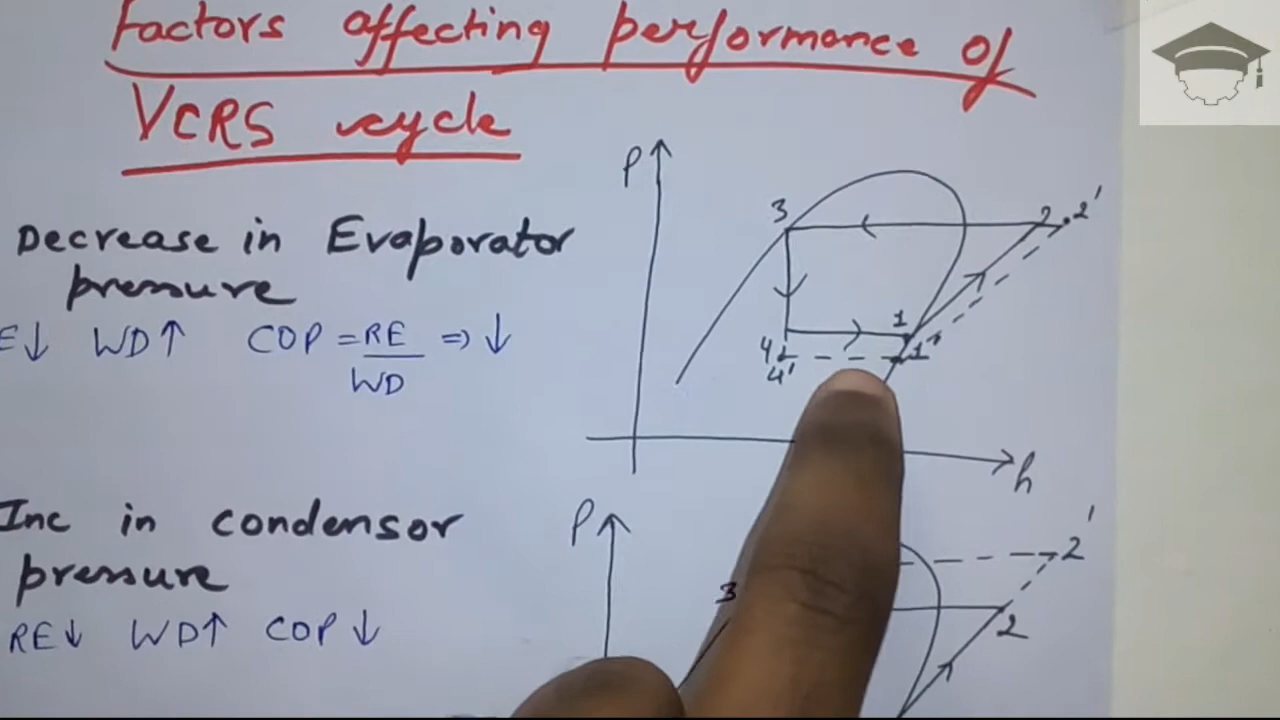 Factors affecting performance of
VCRS cycle
Decrease in Evaporator
pressure
E↓ WD↑ COP = RE/WD ⇒ ↓
P
3
2
2'
1
1'
4
4'
h
Inc in condensor
pressure
RE↓ WD↑ COP↓
P
3
2'
2